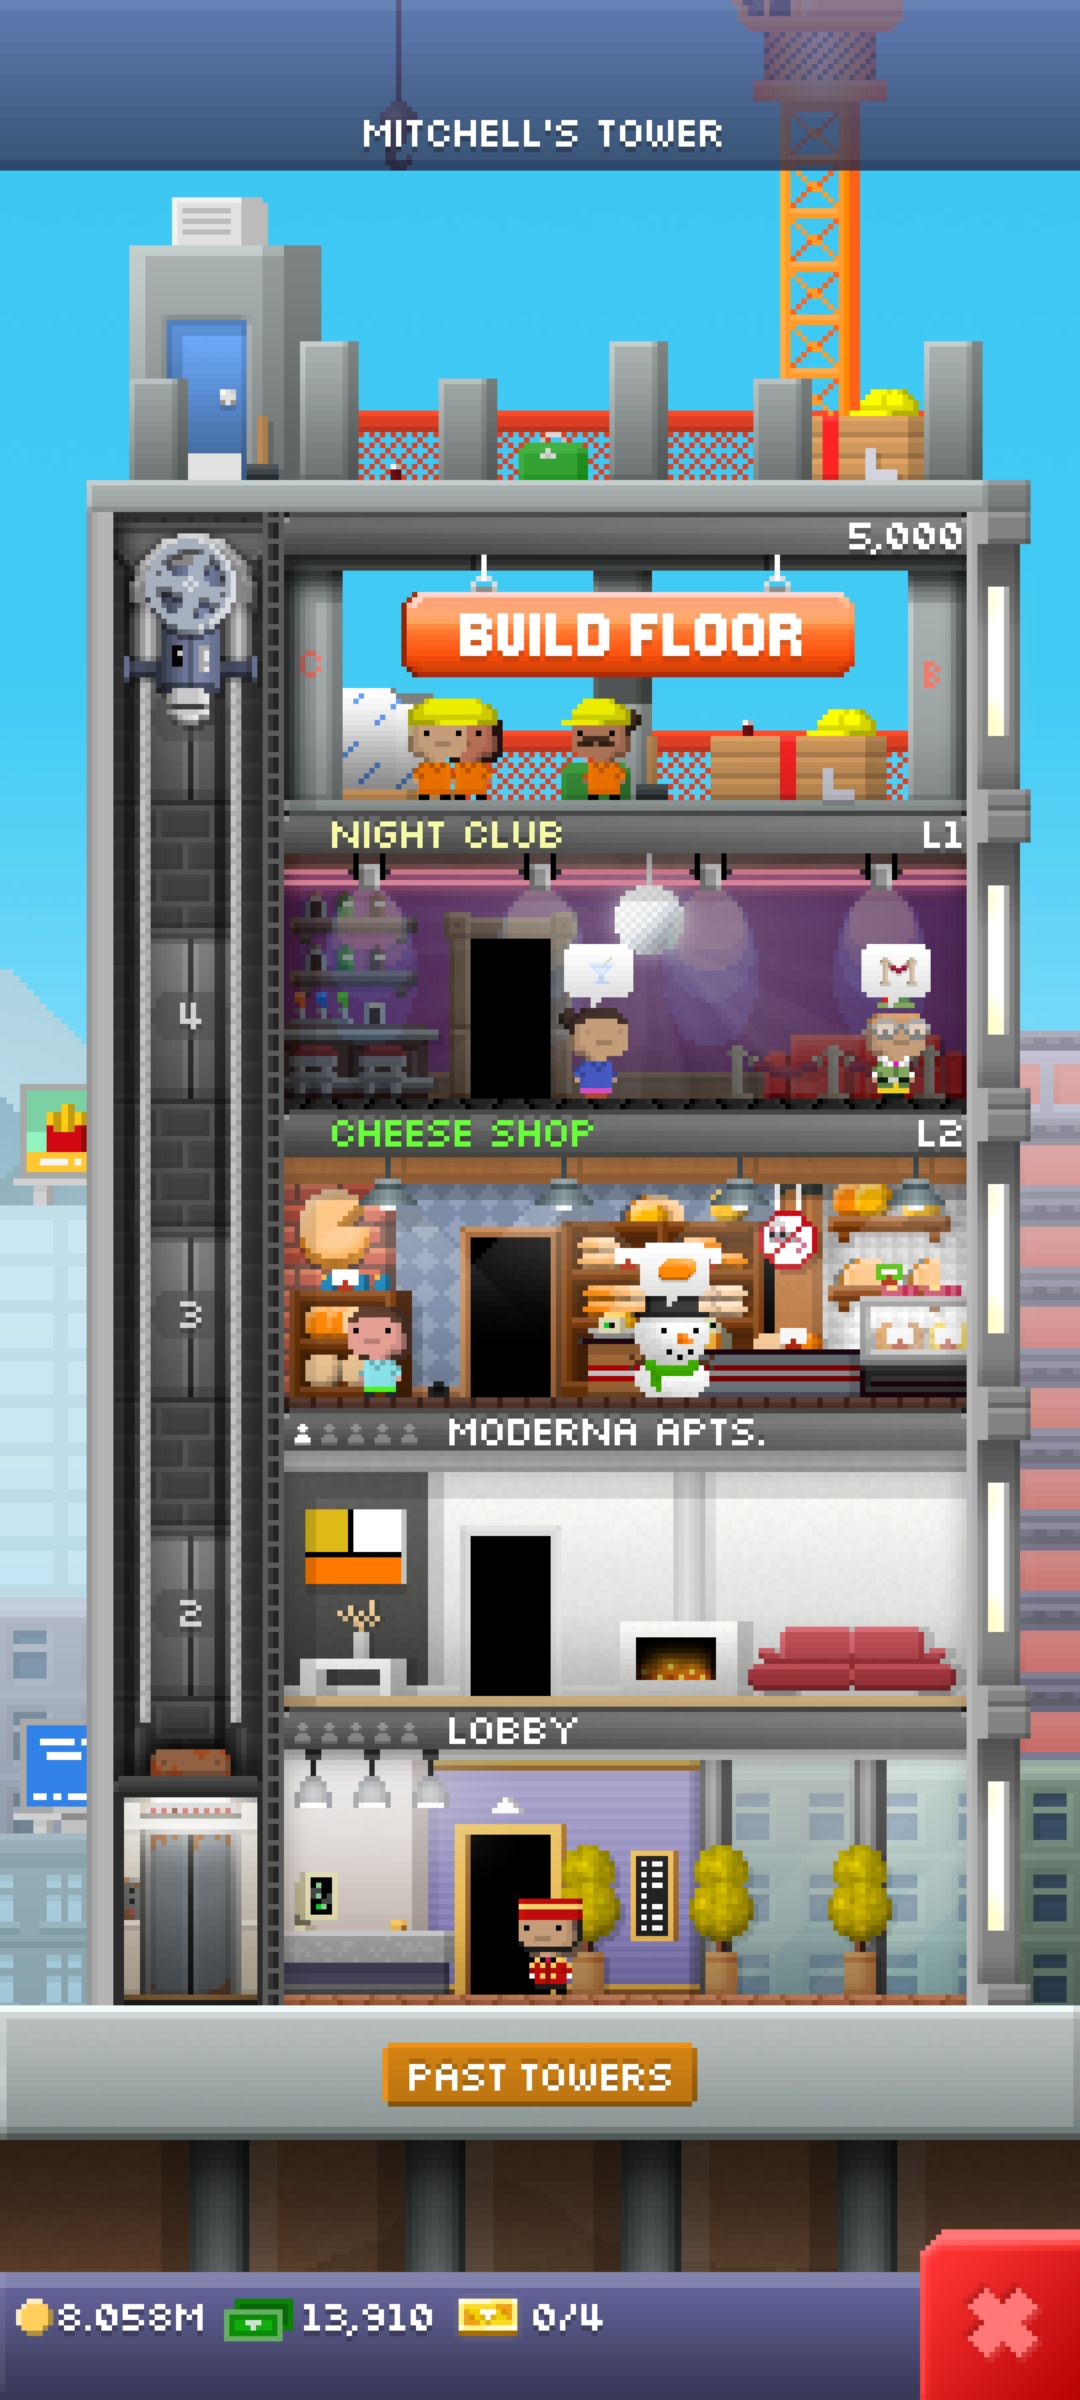 MITCHELL'S TOWER
5,000
BUILD FLOOR
C
B
NIGHT CLUB L1
4
CHEESE SHOP L2
3
MODERNA APTS.
2
LOBBY
PAST TOWERS
8.058M 13,910 0/4